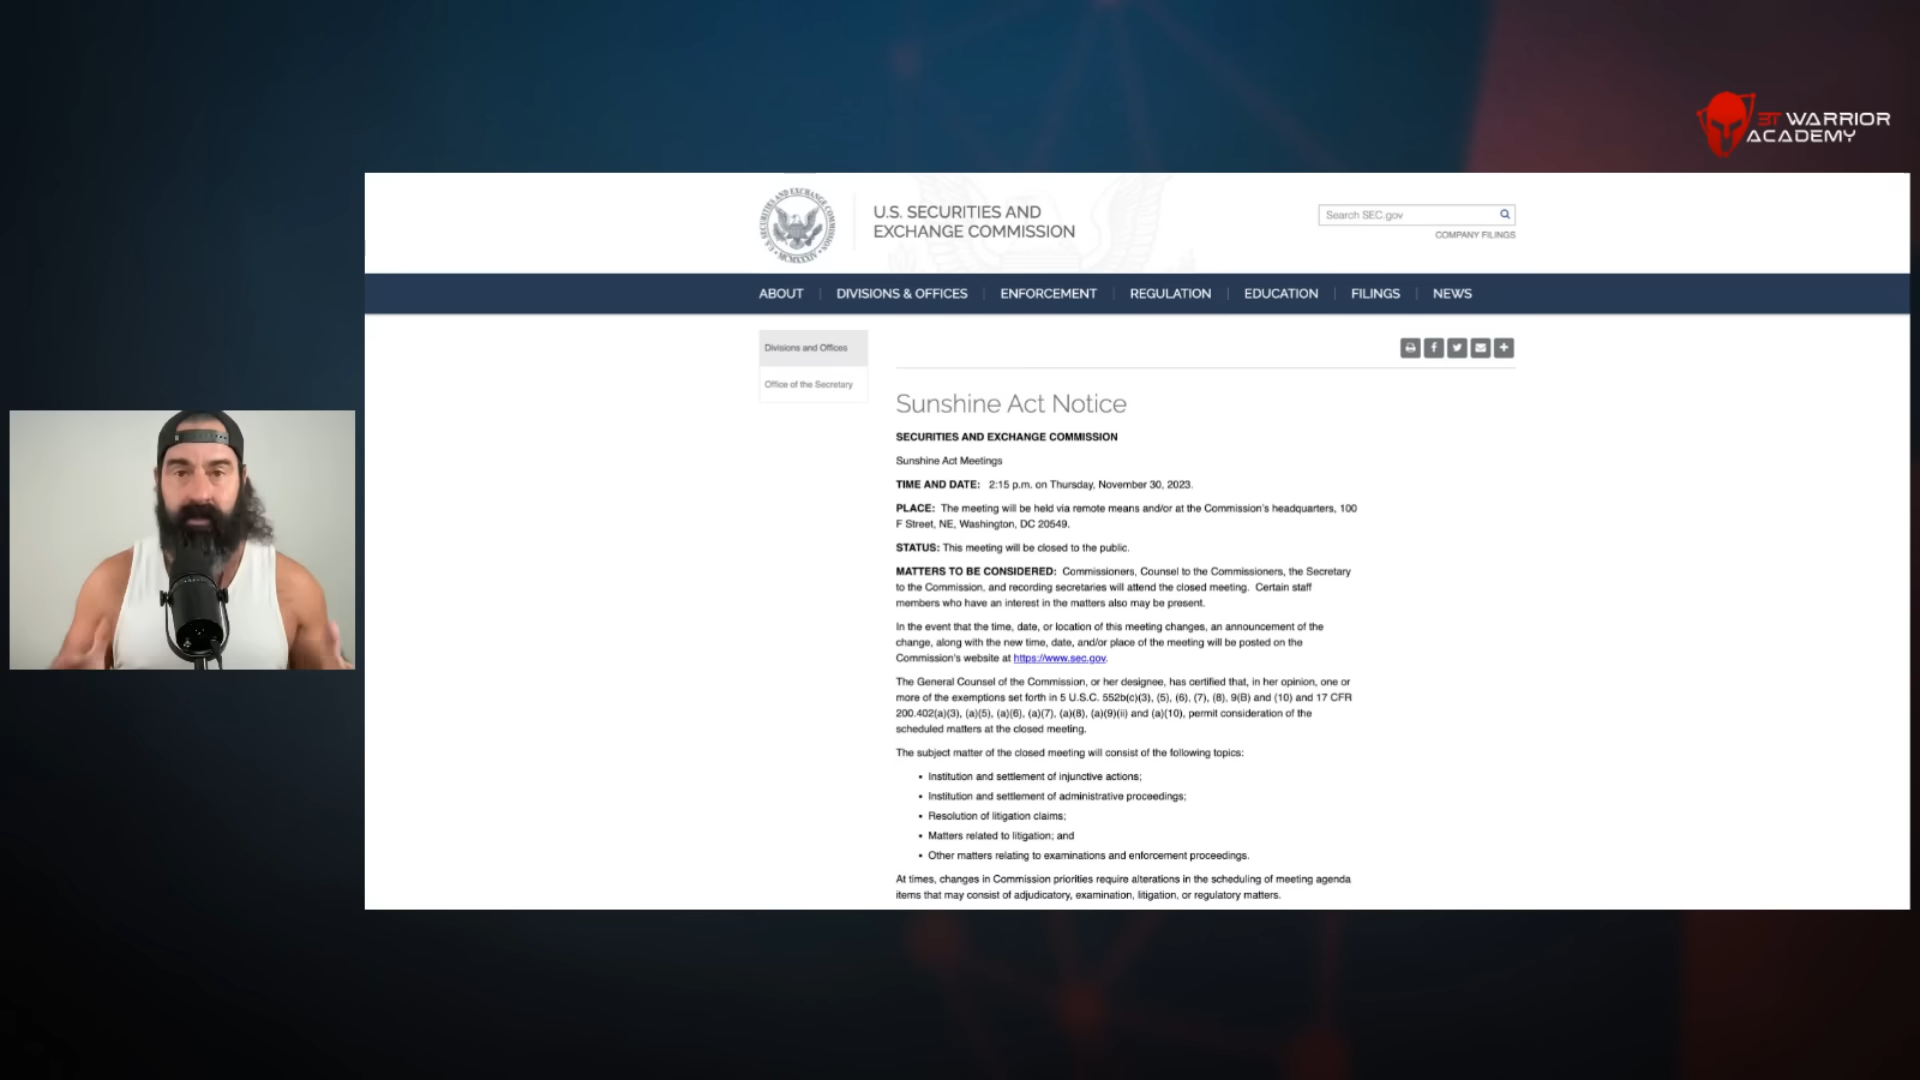 3T WARRIOR
ACADEMY
U.S. SECURITIES AND EXCHANGE COMMISSION
MCMXXXIV
U.S. SECURITIES AND
EXCHANGE COMMISSION
Search SEC.gov
COMPANY FILINGS
ABOUT
DIVISIONS & OFFICES
ENFORCEMENT
REGULATION
EDUCATION
FILINGS
NEWS
Divisions and Offices
Office of the Secretary
Sunshine Act Notice
SECURITIES AND EXCHANGE COMMISSION
Sunshine Act Meetings
TIME AND DATE: 2:15 p.m. on Thursday, November 30, 2023.
PLACE: The meeting will be held via remote means and/or at the Commission's headquarters, 100
F Street, NE, Washington, DC 20549.
STATUS: This meeting will be closed to the public.
MATTERS TO BE CONSIDERED: Commissioners, Counsel to the Commissioners, the Secretary
to the Commission, and recording secretaries will attend the closed meeting. Certain staff
members who have an interest in the matters also may be present.
In the event that the time, date, or location of this meeting changes, an announcement of the
change, along with the new time, date, and/or place of the meeting will be posted on the
Commission's website at https://www.sec.gov.
The General Counsel of the Commission, or her designee, has certified that, in her opinion, one or
more of the exemptions set forth in 5 U.S.C. 552b(c)(3), (5), (6), (7), (8), 9(B) and (10) and 17 CFR
200.402(a)(3), (a)(5), (a)(6), (a)(7), (a)(8), (a)(9)(ii) and (a)(10), permit consideration of the
scheduled matters at the closed meeting.
The subject matter of the closed meeting will consist of the following topics:
• Institution and settlement of injunctive actions;
• Institution and settlement of administrative proceedings;
• Resolution of litigation claims;
• Matters related to litigation; and
• Other matters relating to examinations and enforcement proceedings.
At times, changes in Commission priorities require alterations in the scheduling of meeting agenda
items that may consist of adjudicatory, examination, litigation, or regulatory matters.